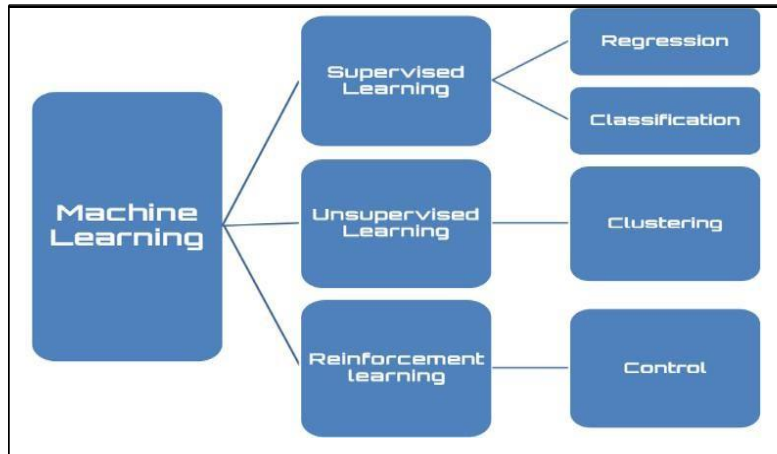 Machine
Learning
Supervised
Learning
Regression
Classification
Unsupervised
Learning
Clustering
Reinforcement
learning
Control